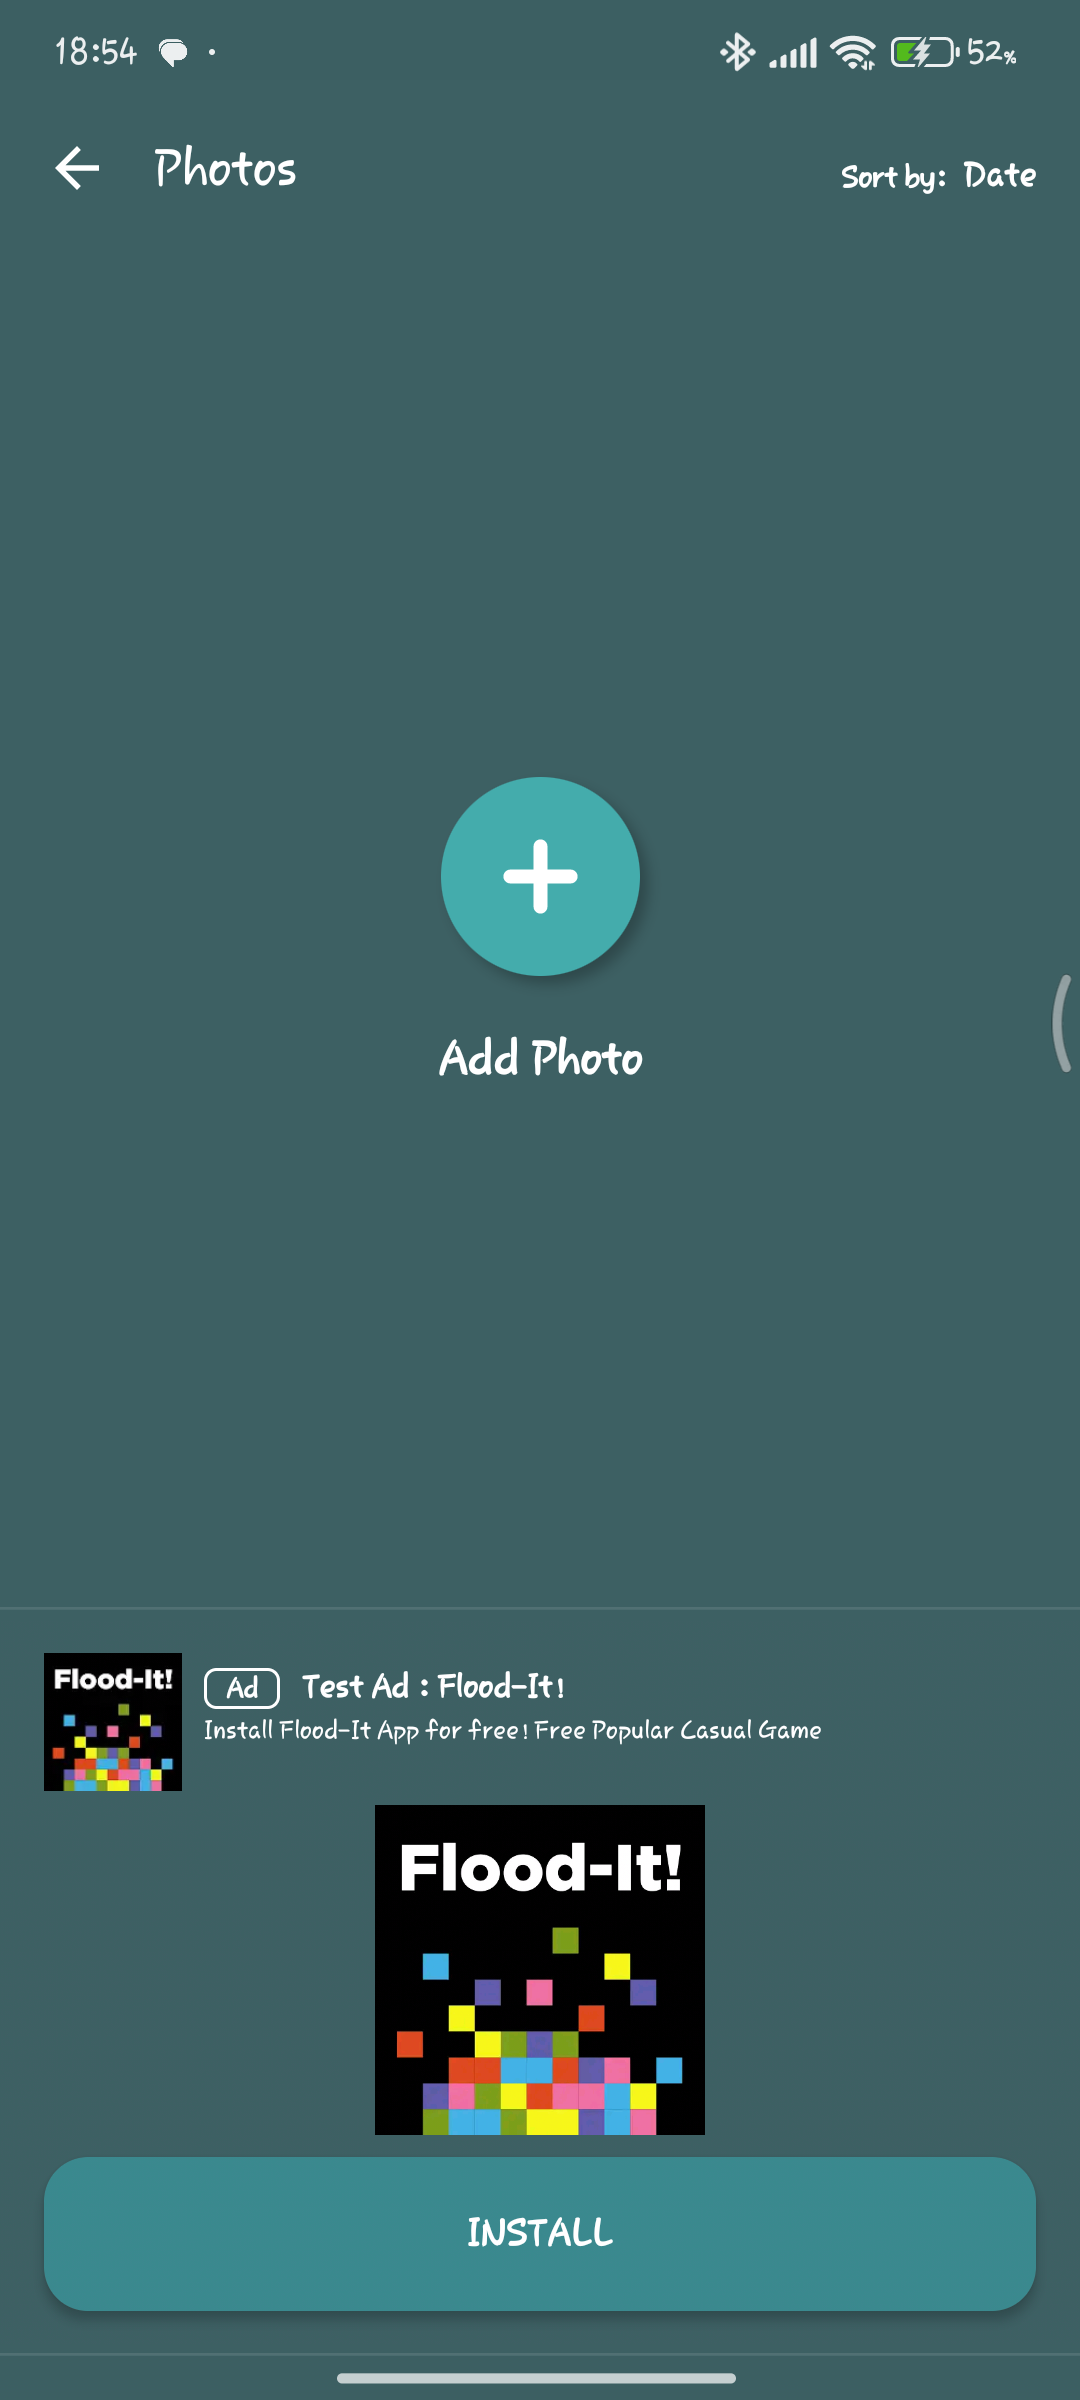 18:54
52%
Photos
Sort by: Date
Add Photo
Flood-It!
Ad Test Ad : Flood-It!
Install Flood-It App for free! Free Popular Casual Game
Flood-It!
INSTALL